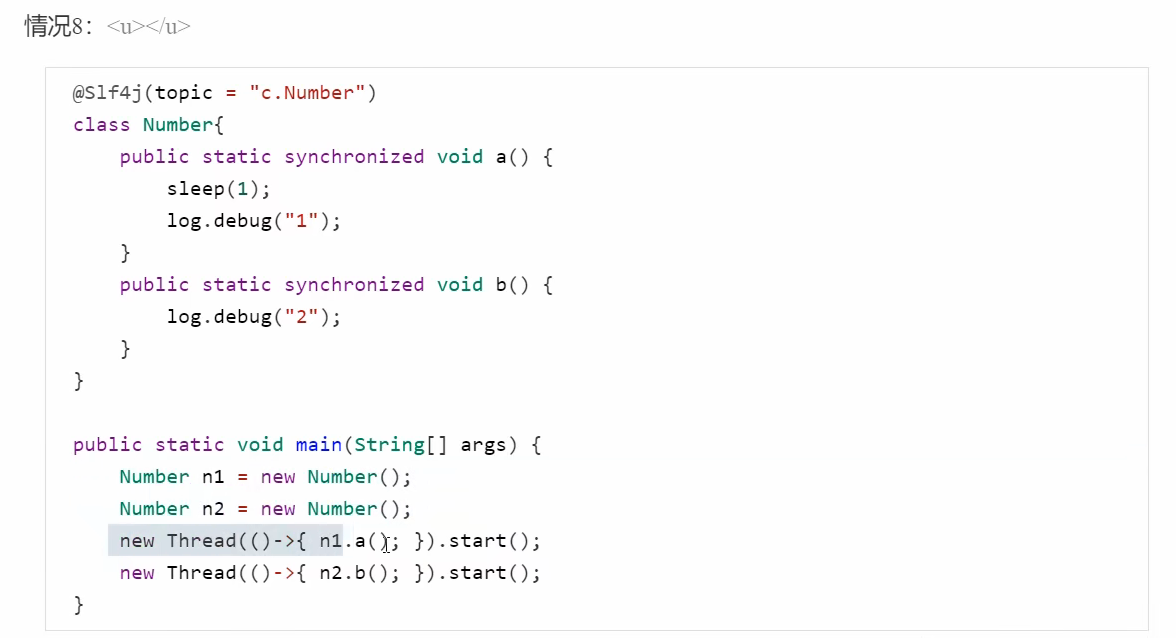 情况8：<u></u>
@Slf4j(topic = "c.Number")
class Number{
    public static synchronized void a() {
        sleep(1);
        log.debug("1");
    }
    public static synchronized void b() {
        log.debug("2");
    }
}

public static void main(String[] args) {
    Number n1 = new Number();
    Number n2 = new Number();
    new Thread(()->{ n1.a(); }).start();
    new Thread(()->{ n2.b(); }).start();
}